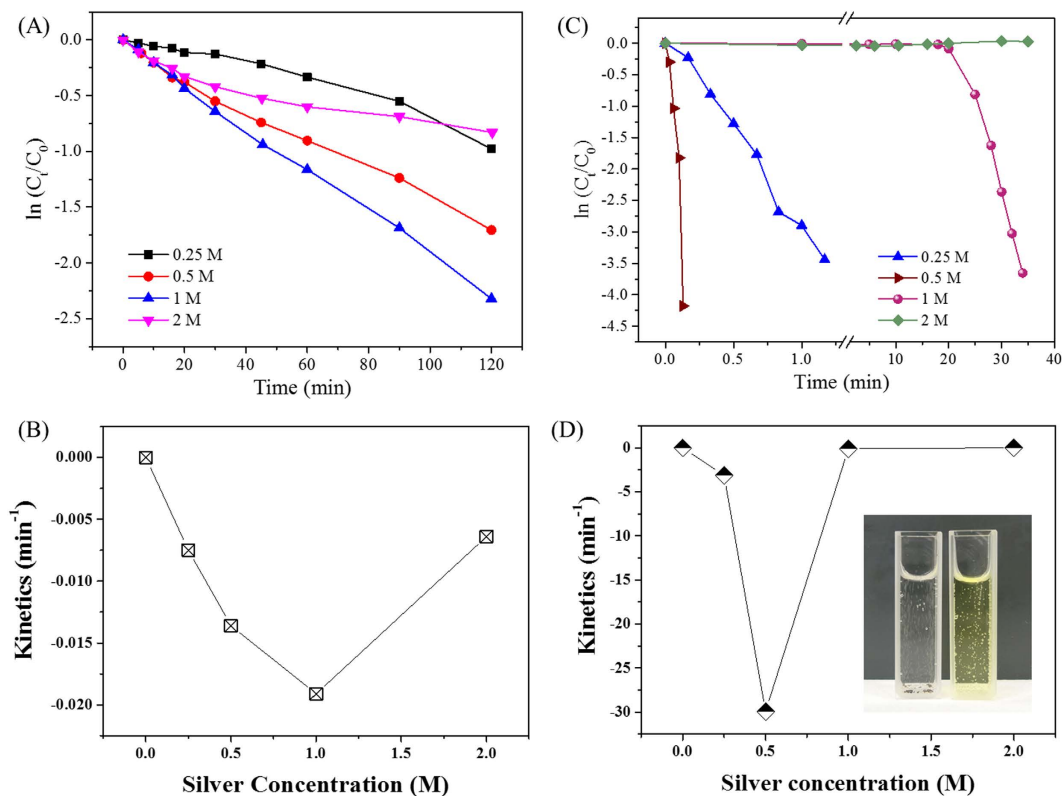 (A)
0.0
-0.5
-1.0
-1.5
-2.0
-2.5
ln (Cₜ/C₀)
0.25 M
0.5 M
1 M
2 M
0
20
40
60
80
100
120
Time (min)
(C)
0.0
-0.5
-1.0
-1.5
-2.0
-2.5
-3.0
-3.5
-4.0
-4.5
ln (Cₜ/C₀)
0.25 M
0.5 M
1 M
2 M
0.0
0.5
1.0
10
20
30
40
Time (min)
(B)
0.000
-0.005
-0.010
-0.015
-0.020
Kinetics (min⁻¹)
0.0
0.5
1.0
1.5
2.0
Silver Concentration (M)
(D)
0
-5
-10
-15
-20
-25
-30
Kinetics (min⁻¹)
0.0
0.5
1.0
1.5
2.0
Silver concentration (M)